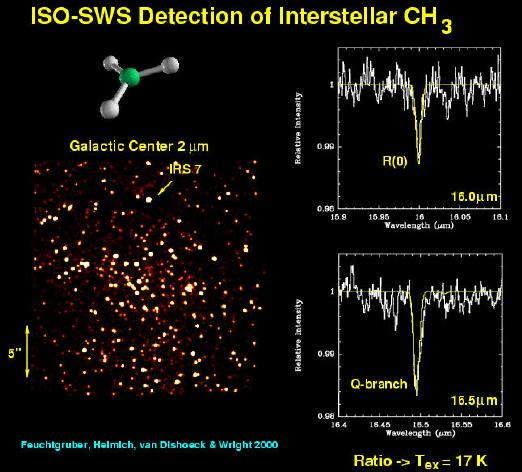 ISO-SWS Detection of Interstellar CH3
Galactic Center 2 μm
IRS 7
5"
Feuchtgruber, Helmich, van Dishoeck & Wright 2000
Relative Intensity
1
0.99
0.98
R(0)
16.0μm
15.9 15.95 16 16.05 16.1
Wavelength (μm)
Relative Intensity
1
0.99
0.98
Q-branch
16.5μm
16.4 16.45 16.5 16.55 16.6
Wavelength (μm)
Ratio -> Tex = 17 K